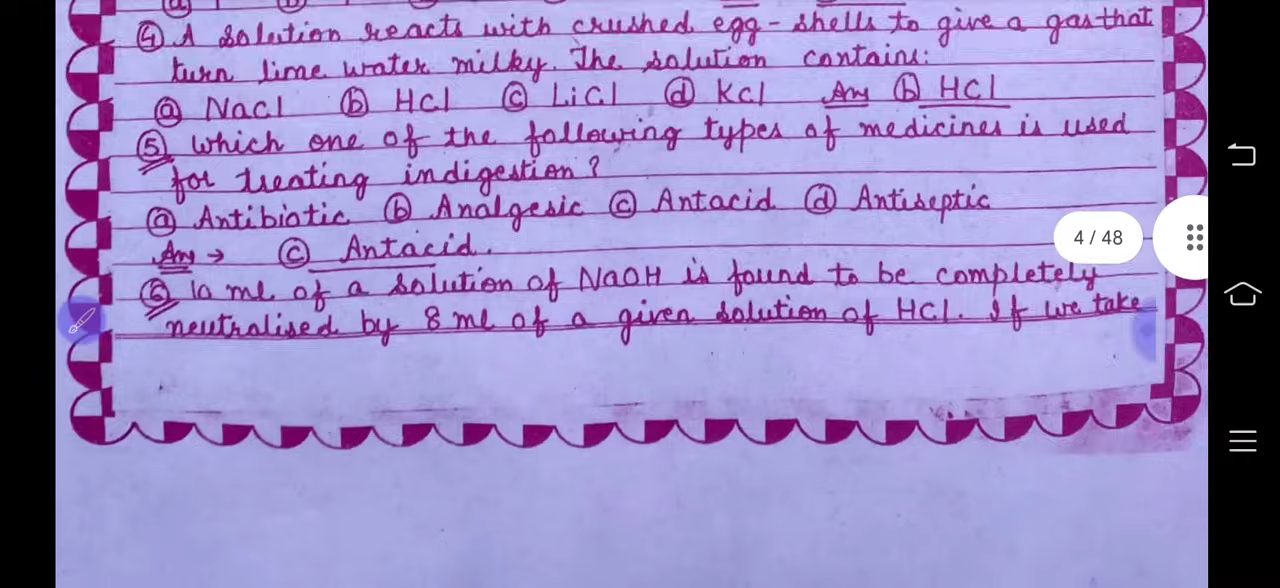 ④ A solution reacts with crushed egg - shells to give a gas that
turn lime water milky. The solution contains:
ⓐ NaCl ⓑ HCl ⓒ LiCl ⓓ KCl Ans ⓑ HCl
⑤ which one of the following types of medicines is used
for treating indigestion?
ⓐ Antibiotic ⓑ Analgesic ⓒ Antacid ⓓ Antiseptic
Ans → ⓒ Antacid.
4 / 48
⑥ 10 ml of a solution of NaOH is found to be completely
neutralised by 8 ml of a given solution of HCl. If we take